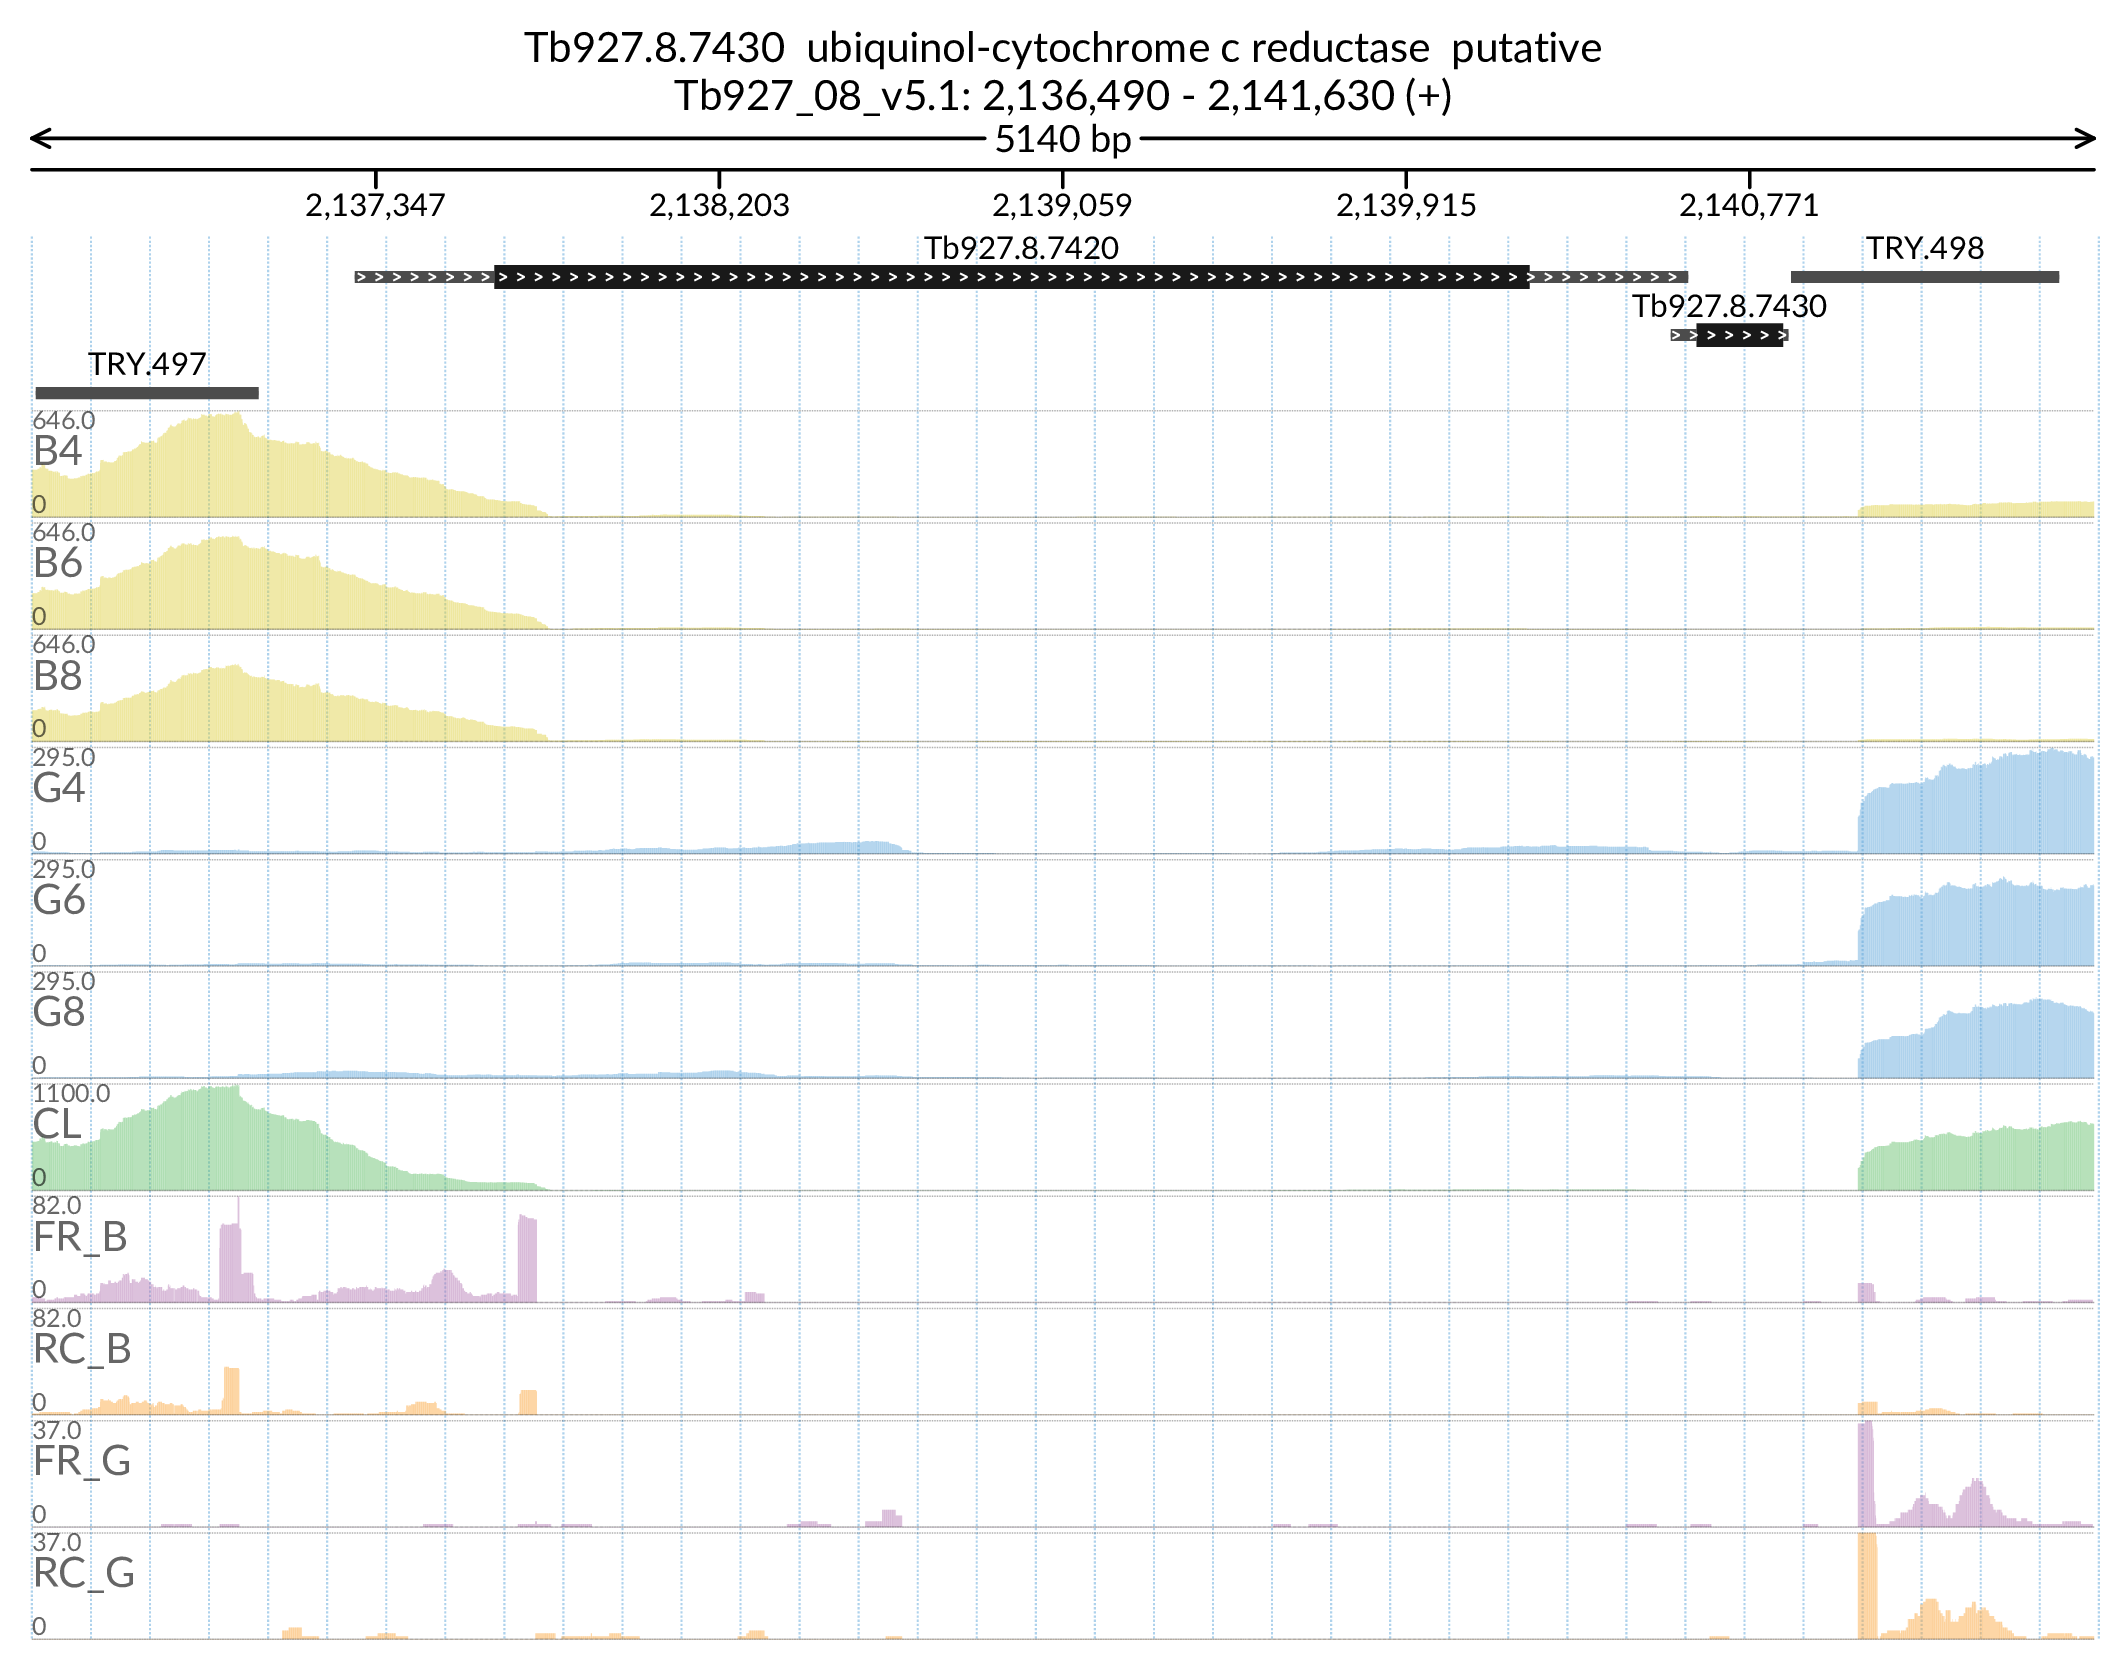 Tb927.8.7430  ubiquinol-cytochrome c reductase  putative
Tb927_08_v5.1: 2,136,490 - 2,141,630 (+)
5140 bp
2,137,347 2,138,203 2,139,059 2,139,915 2,140,771
Tb927.8.7420 TRY.498
Tb927.8.7430
TRY.497
646.0
B4
0
646.0
B6
0
646.0
B8
0
295.0
G4
0
295.0
G6
0
295.0
G8
0
1100.0
CL
0
82.0
FR_B
0
82.0
RC_B
0
37.0
FR_G
0
37.0
RC_G
0